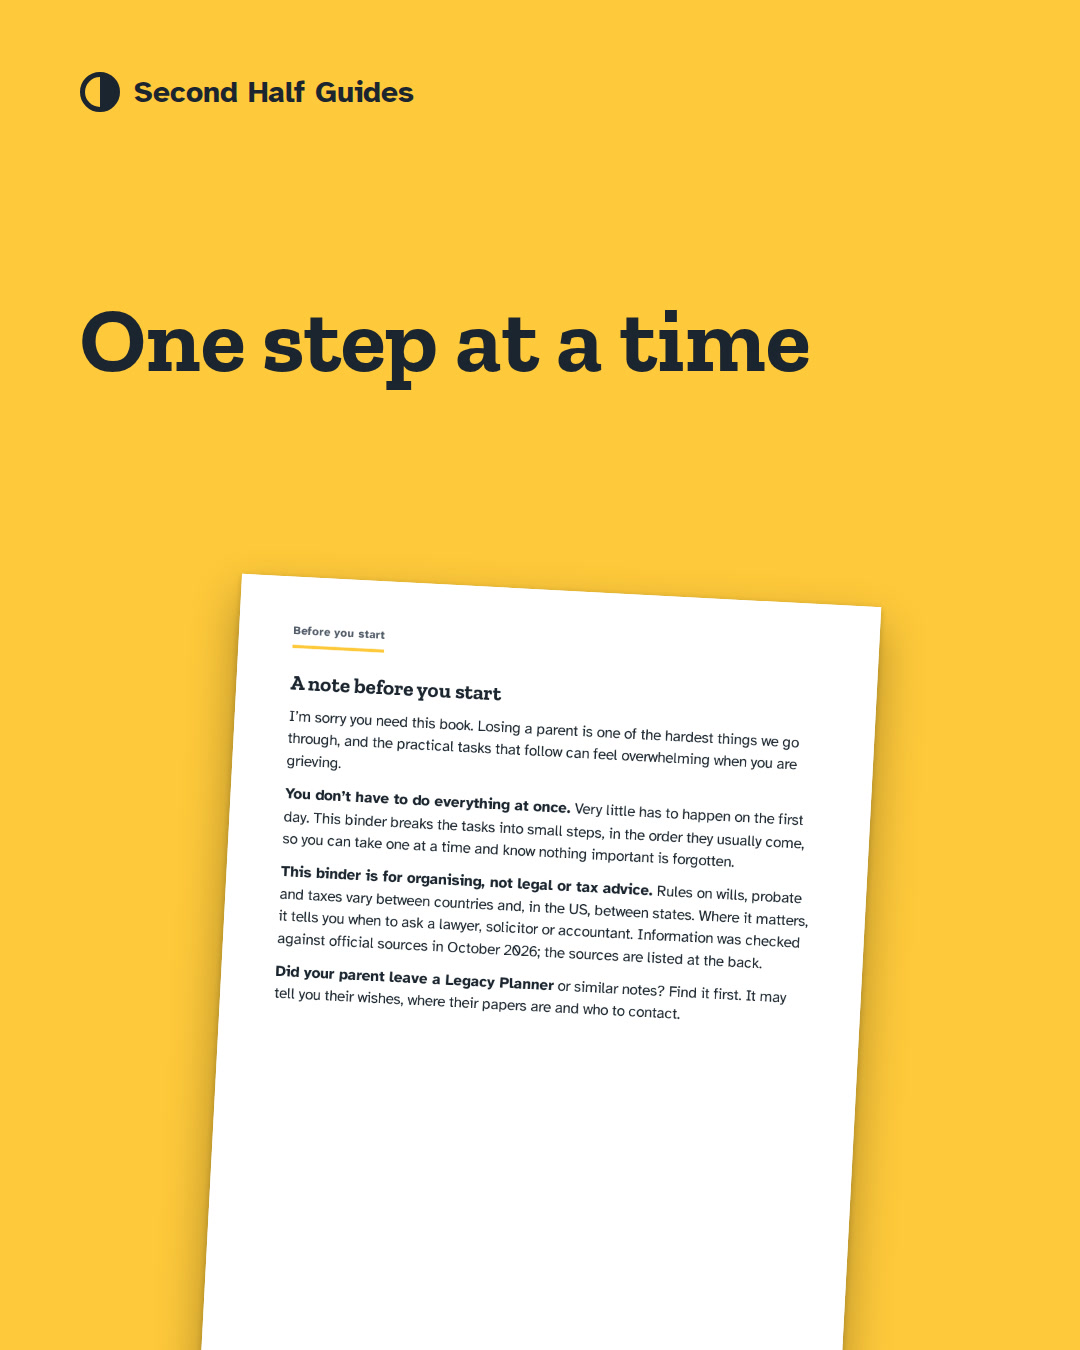 Second Half Guides
One step at a time
Before you start
A note before you start
I’m sorry you need this book. Losing a parent is one of the hardest things we go
through, and the practical tasks that follow can feel overwhelming when you are
grieving.
You don’t have to do everything at once. Very little has to happen on the first
day. This binder breaks the tasks into small steps, in the order they usually come,
so you can take one at a time and know nothing important is forgotten.
This binder is for organising, not legal or tax advice. Rules on wills, probate
and taxes vary between countries and, in the US, between states. Where it matters,
it tells you when to ask a lawyer, solicitor or accountant. Information was checked
against official sources in October 2026; the sources are listed at the back.
Did your parent leave a Legacy Planner or similar notes? Find it first. It may
tell you their wishes, where their papers are and who to contact.